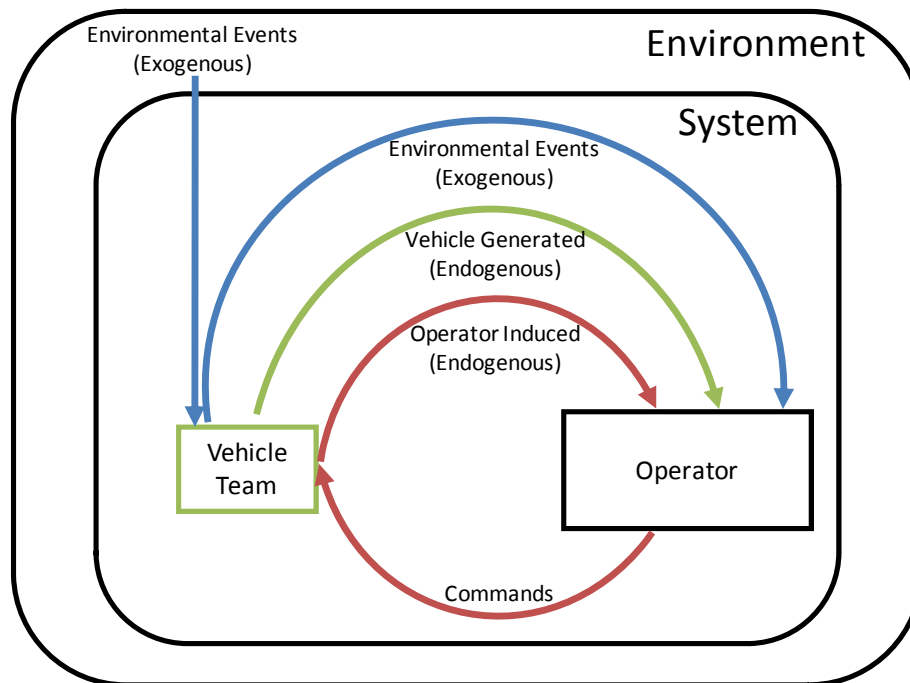 Environmental Events
(Exogenous)
Environment
System
Environmental Events
(Exogenous)
Vehicle Generated
(Endogenous)
Operator Induced
(Endogenous)
Vehicle
Team
Operator
Commands